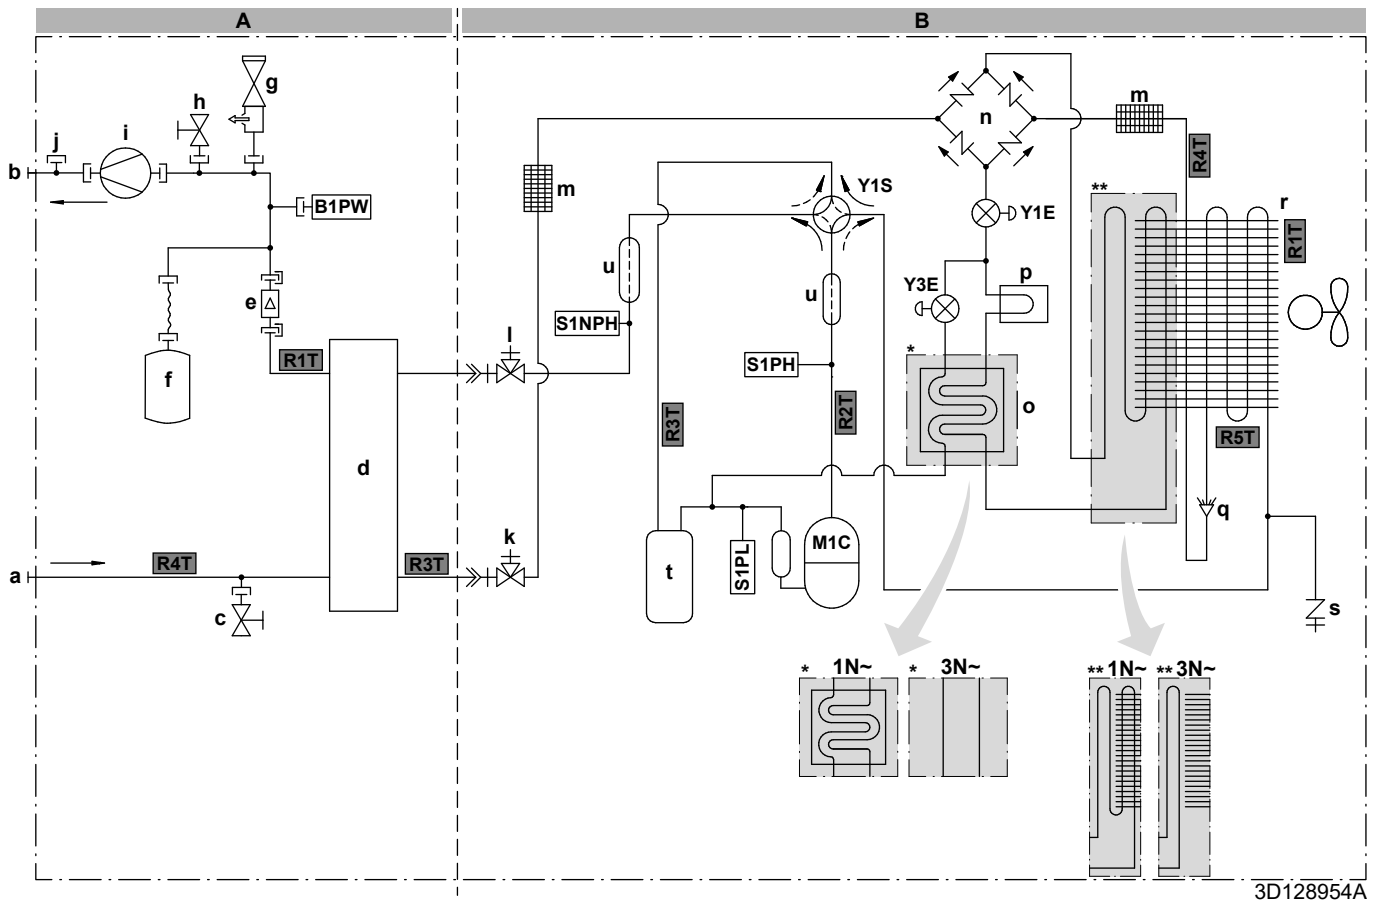 A B
g
h
j i n m
b R4T
m Y1S **
B1PW Y1E r
R1T
u p
e u Y3E
S1NPH
l *
R1T S1PH
f o
R3T R2T R5T
d
q
k M1C
R4T R3T S1PL
a t
c s
* 1N~ * 3N~ ** 1N~ ** 3N~
3D128954A